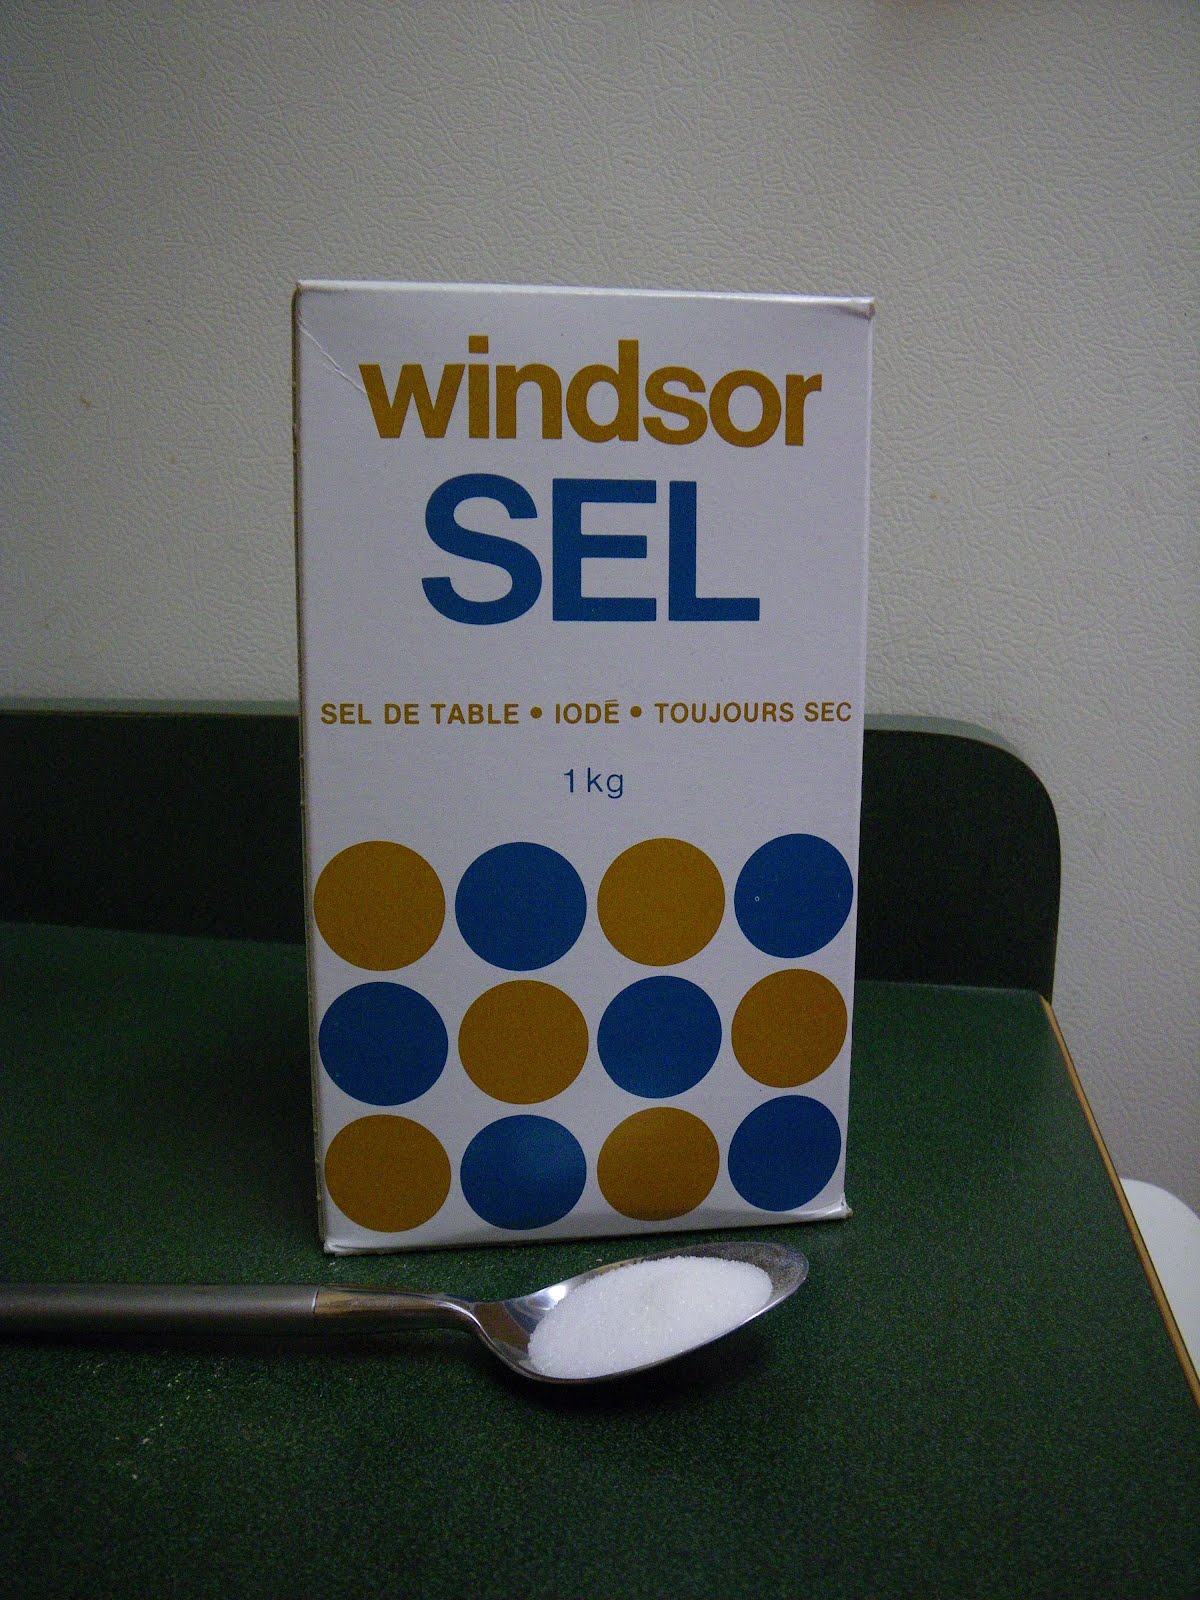 windsor
SEL
SEL DE TABLE • IODÉ • TOUJOURS SEC
1 kg